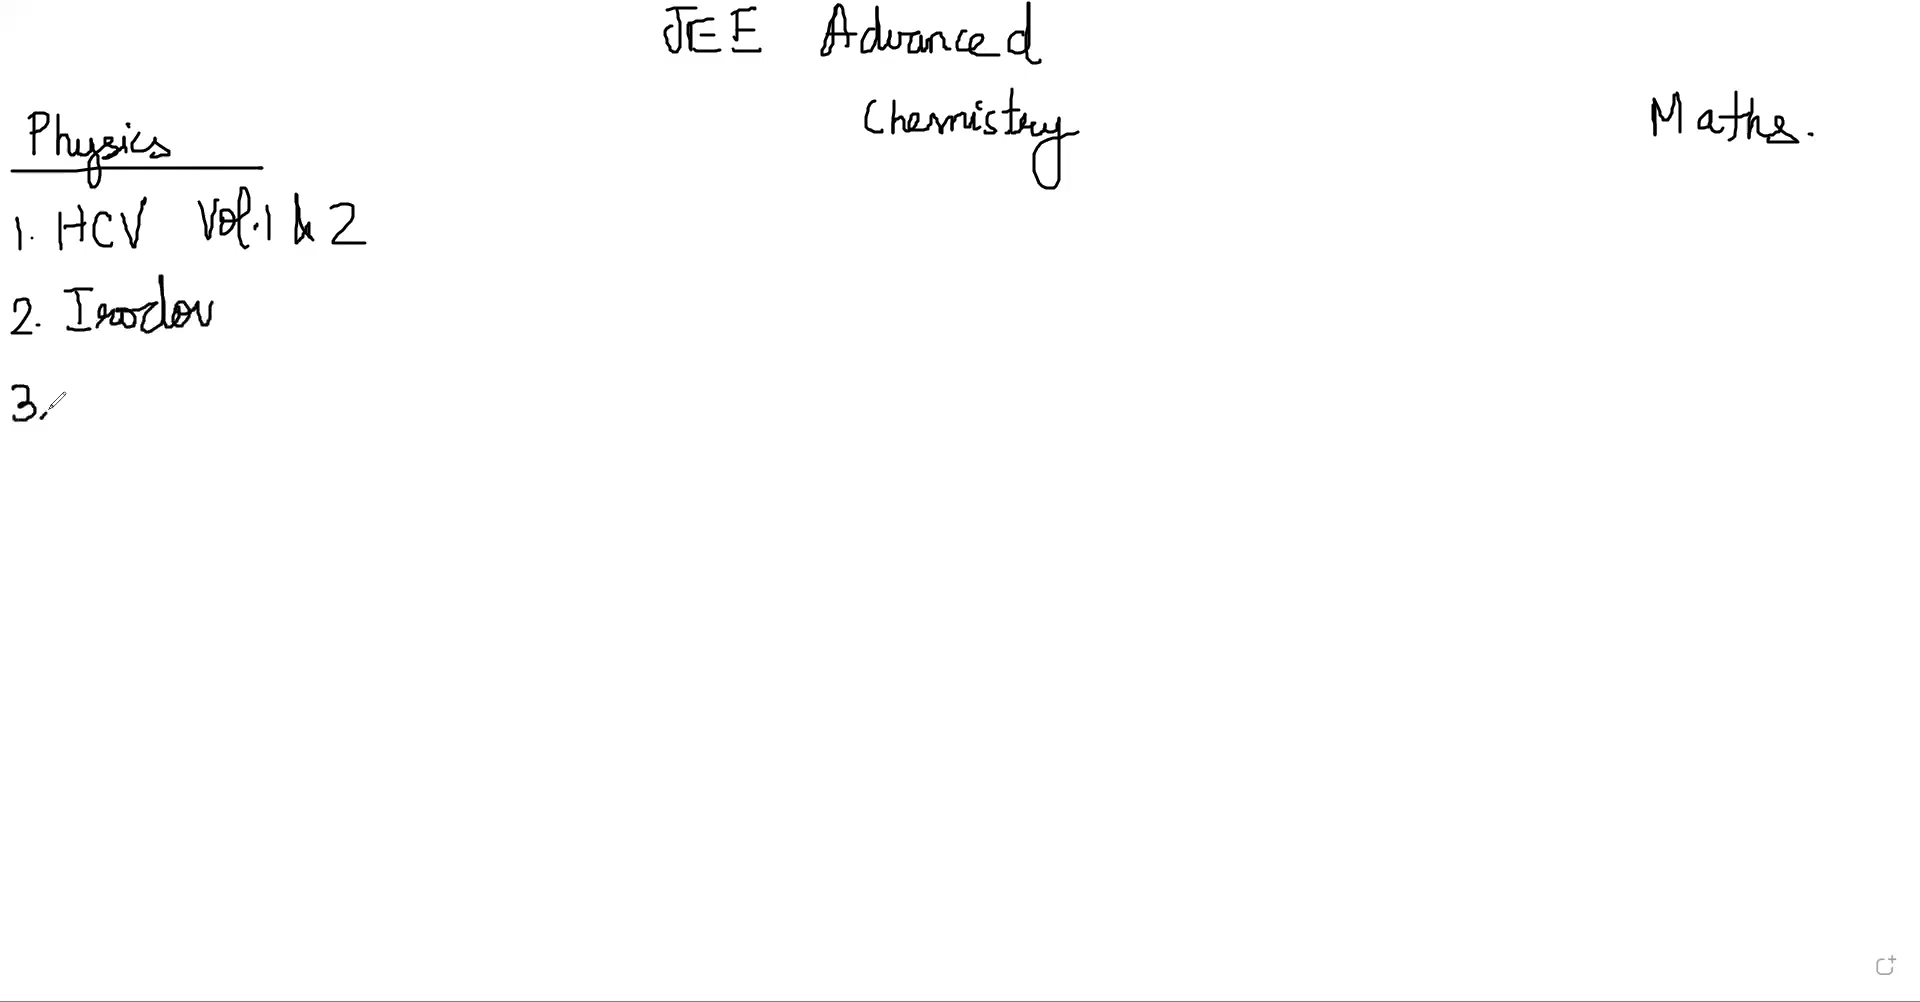 JEE Advanced
Physics
Chemistry
Maths.
1. HCV Vol.1 & 2
2. Irodov
3.